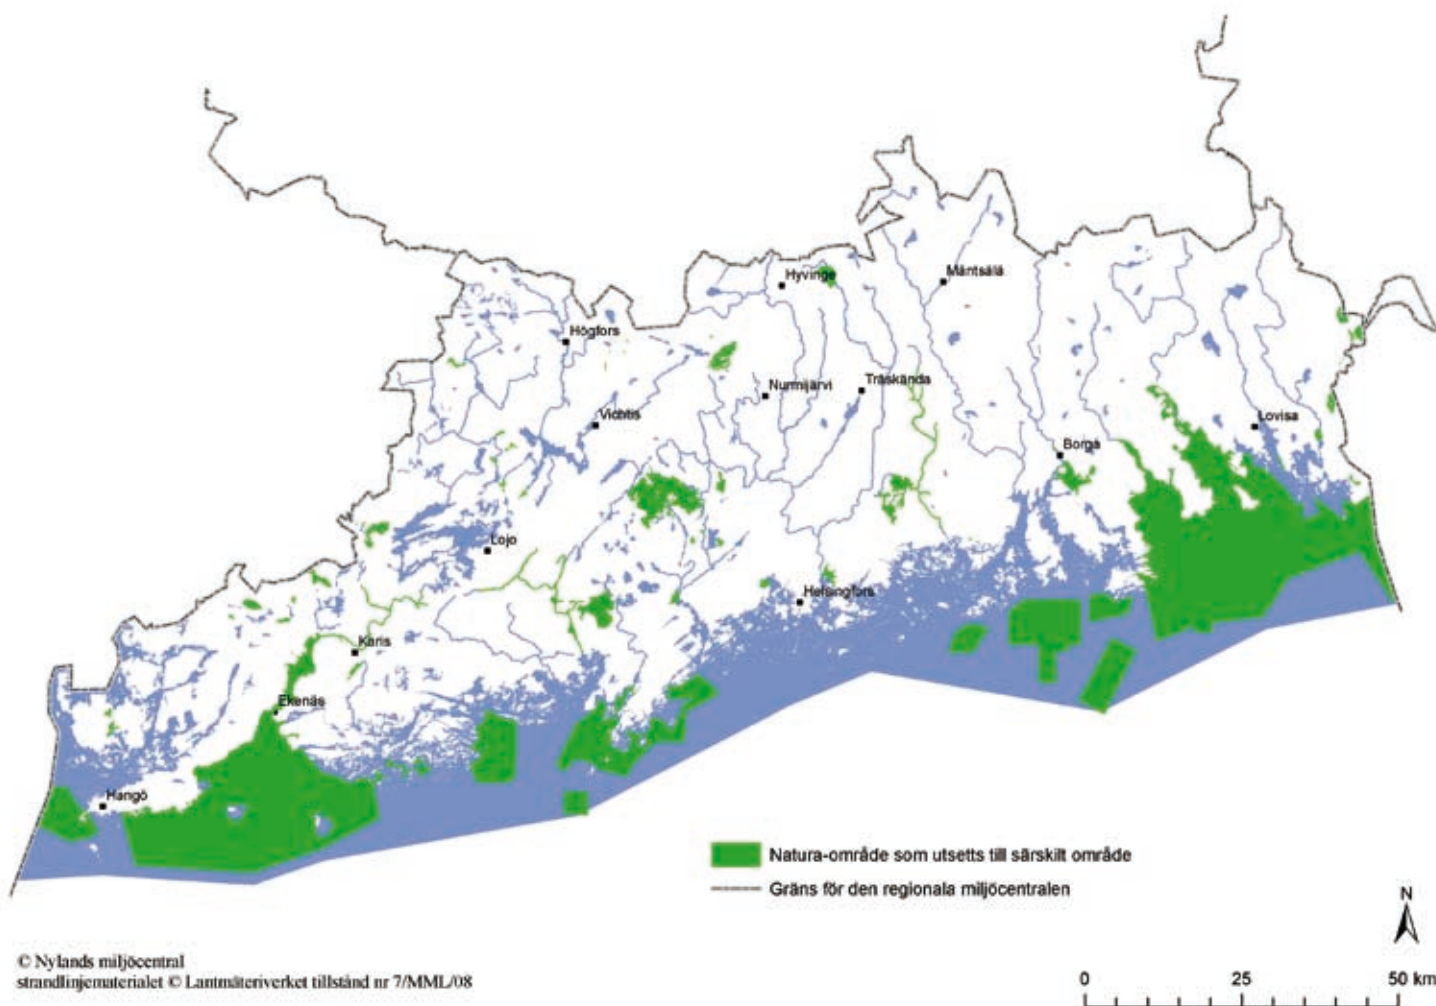 Hyvinge
Mäntsälä
Högfors
Nurmijärvi
Träskända
Vichtis
Lovisa
Borgå
Lojo
Helsingfors
Karis
Ekenäs
Hangö
Natura-område som utsetts till särskilt område
Gräns för den regionala miljöcentralen
N
© Nylands miljöcentral
strandlinjematerialet © Lantmäteriverket tillstånd nr 7/MML/08
0 25 50 km